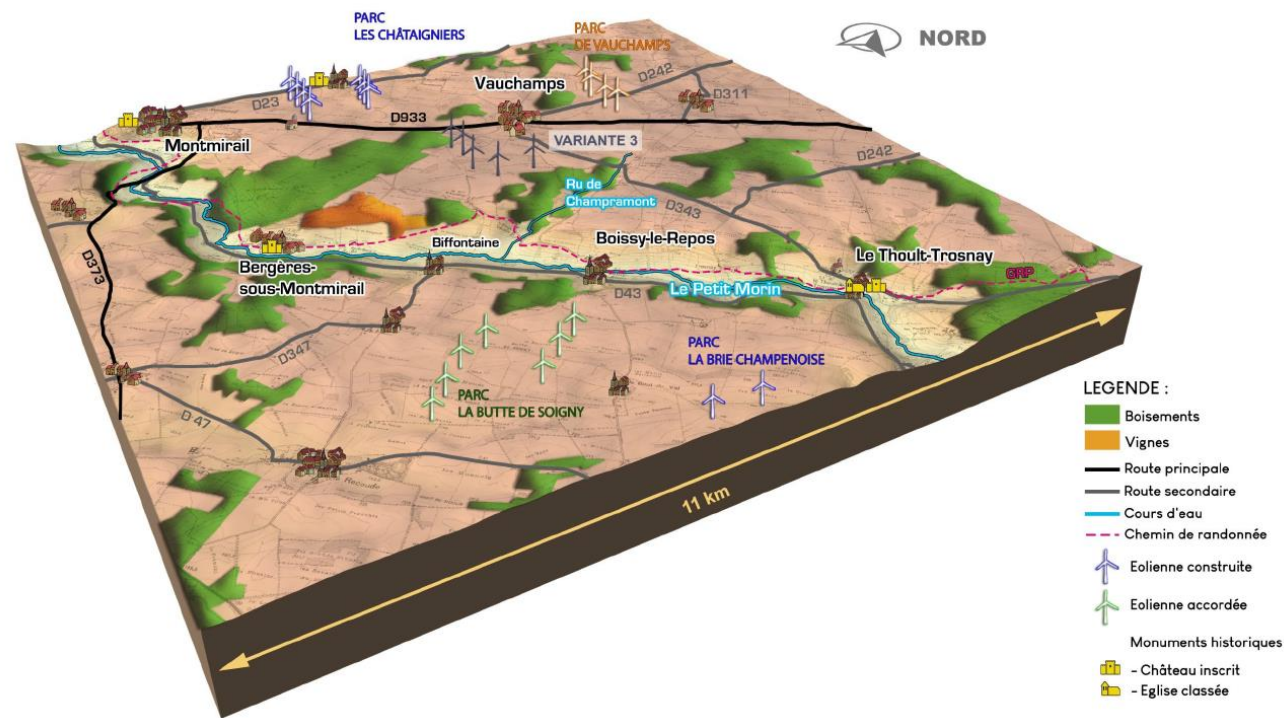 PARC
LES CHÂTAIGNIERS
PARC
DE VAUCHAMPS
NORD
Vauchamps
D242
D311
D23
D933
Montmirail
VARIANTE 3
D242
Ru de
Champramont
D343
Biffontaine
Boissy-le-Repos
Le Thoult-Trosnay
Bergères-
sous-Montmirail
D373
GRP
D43
Le Petit Morin
D347
PARC
LA BRIE CHAMPENOISE
PARC
LA BUTTE DE SOIGNY
D 47
11 km
LEGENDE :
Boisements
Vignes
Route principale
Route secondaire
Cours d'eau
Chemin de randonnée
Eolienne construite
Eolienne accordée
Monuments historiques
- Château inscrit
- Eglise classée